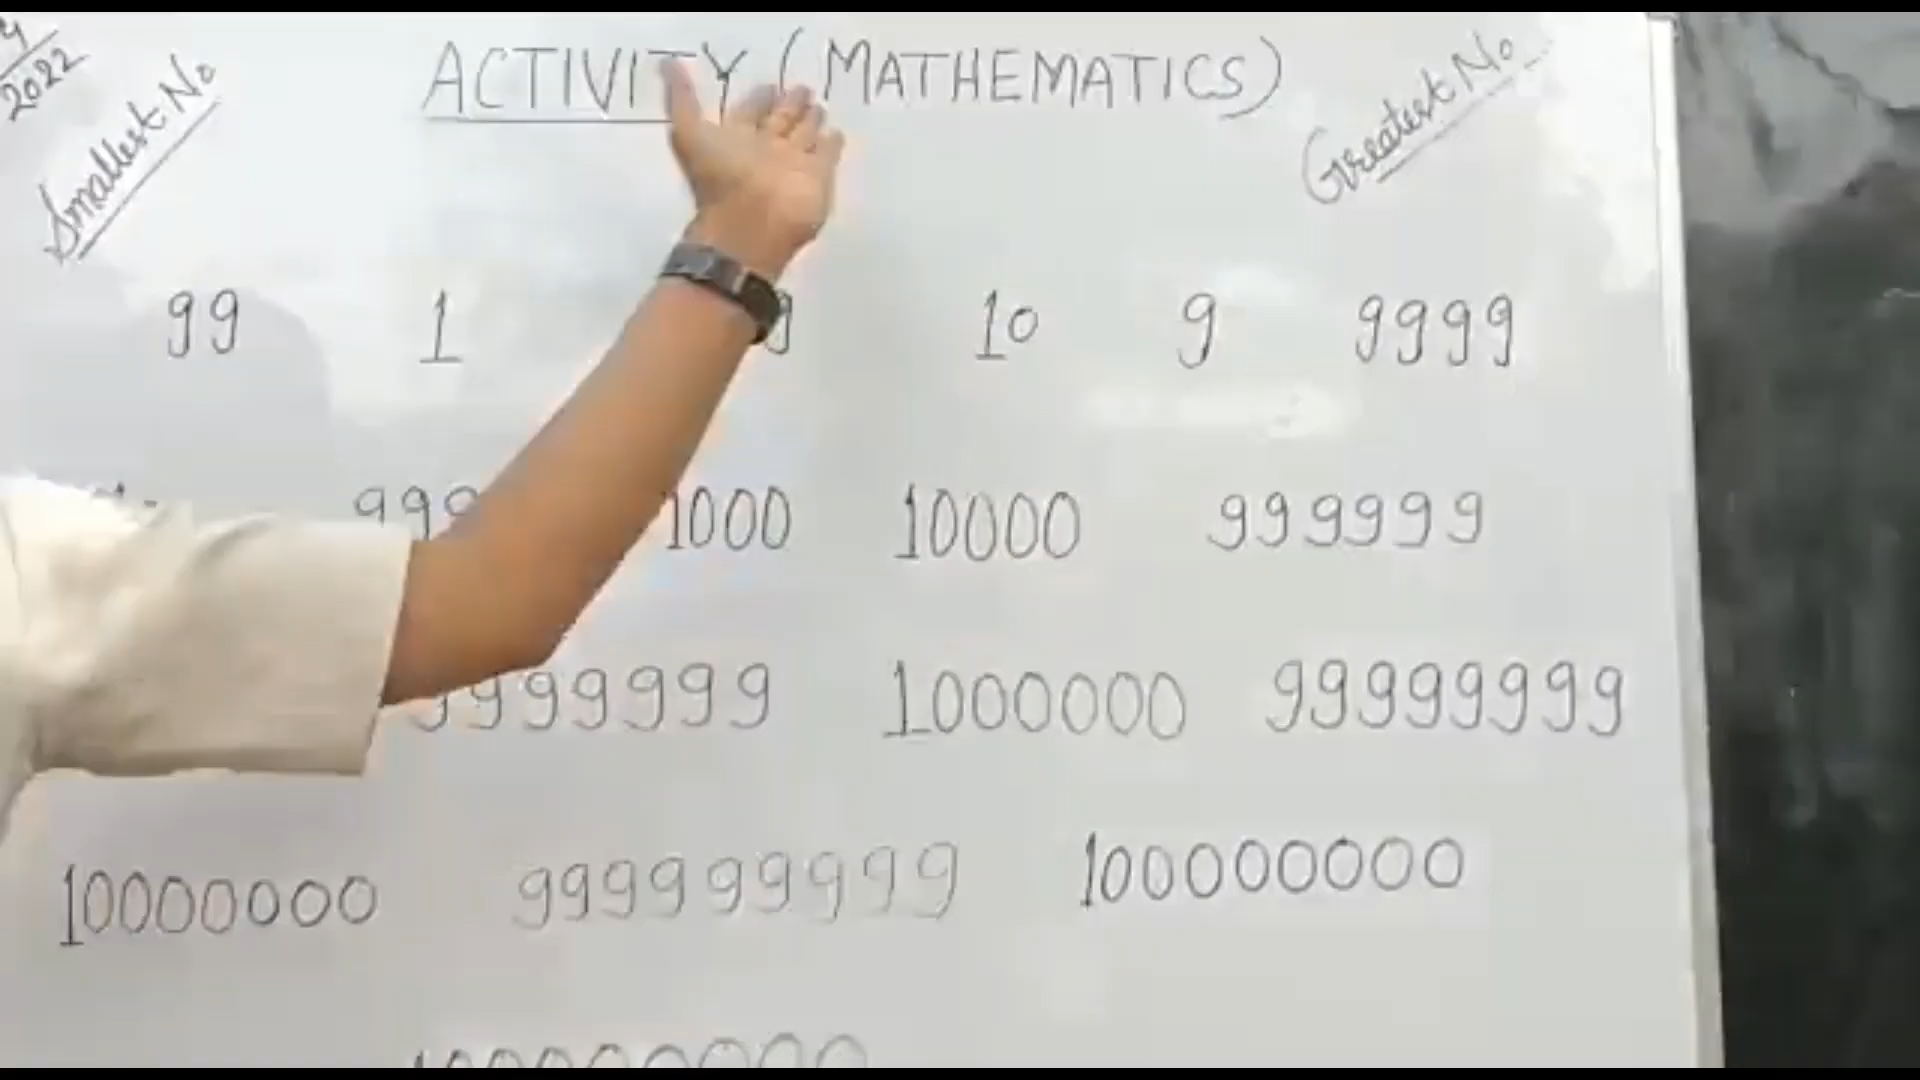 2022
Smallest No
ACTIVITY (MATHEMATICS)
Greatest No
99 1 10 9 9999
1000 10000 999999
9999999 1000000 99999999
10000000 999999999 100000000